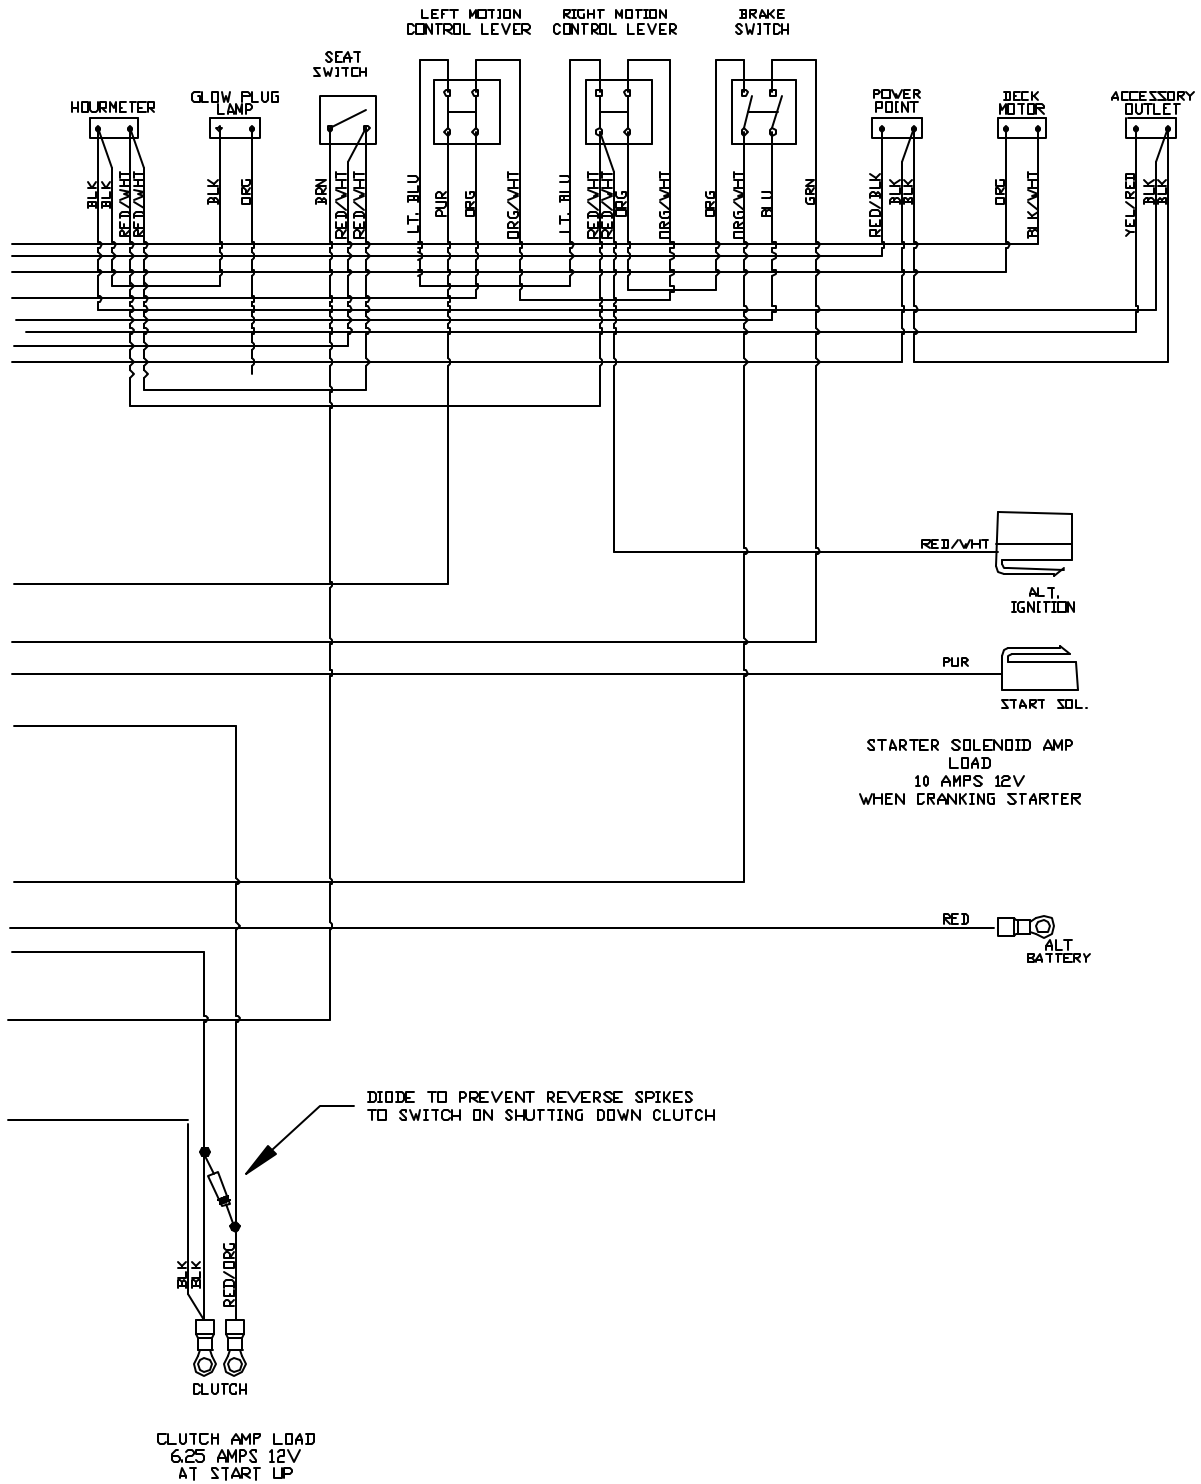 LEFT MOTION
CONTROL LEVER
RIGHT MOTION
CONTROL LEVER
BRAKE
SWITCH
SEAT
SWITCH
HOURMETER
GLOW PLUG
LAMP
POWER
POINT
DECK
MOTOR
ACCESSORY
OUTLET
BLK
BLK
RED/WHT
RED/WHT
BLK
ORG
BRN
RED/WHT
RED/WHT
LT. BLU
PUR
ORG
ORG/WHT
LT. BLU
RED/WHT
RED/WHT
ORG
ORG/WHT
ORG
ORG/WHT
BLU
GRN
RED/BLK
BLK
BLK
ORG
BLK/WHT
YEL/RED
BLK
BLK
RED/WHT
ALT.
IGNITION
PUR
START SOL.
STARTER SOLENOID AMP
LOAD
10 AMPS 12V
WHEN CRANKING STARTER
RED
ALT
BATTERY
DIODE TO PREVENT REVERSE SPIKES
TO SWITCH ON SHUTTING DOWN CLUTCH
BLK
BLK
RED/ORG
CLUTCH
CLUTCH AMP LOAD
6.25 AMPS 12V
AT START UP